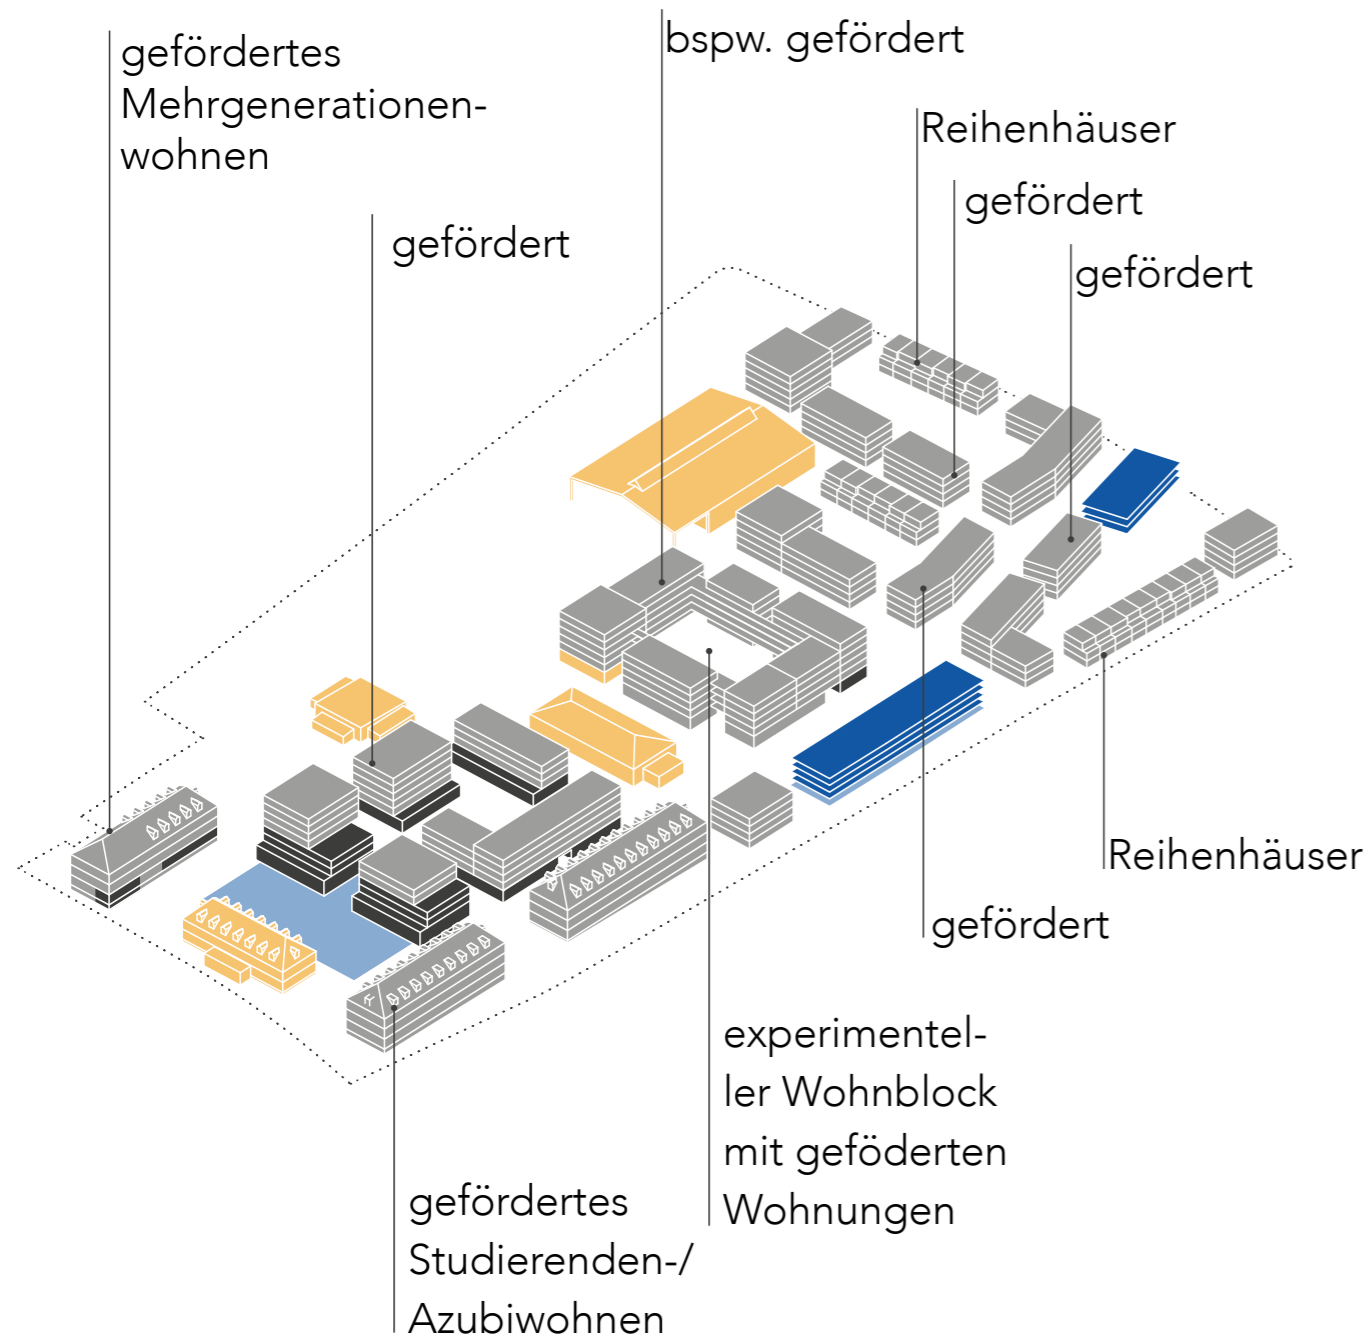 gefördertes
Mehrgenerationen-
wohnen
gefördert
bspw. gefördert
Reihenhäuser
gefördert
gefördert
Reihenhäuser
gefördert
experimentel-
ler Wohnblock
mit geföderten
Wohnungen
gefördertes
Studierenden-/
Azubiwohnen